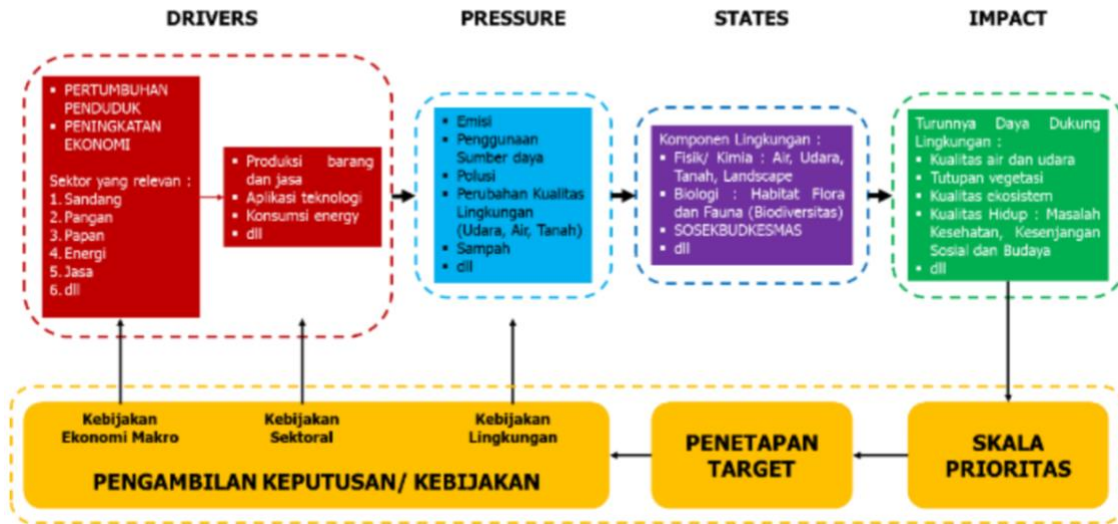 DRIVERS
PRESSURE
STATES
IMPACT
▪ PERTUMBUHAN
PENDUDUK
▪ PENINGKATAN
EKONOMI
Sektor yang relevan :
1. Sandang
2. Pangan
3. Papan
4. Energi
5. Jasa
6. dll
▪ Produksi barang
dan jasa
▪ Aplikasi teknologi
▪ Konsumsi energy
▪ dll
▪ Emisi
▪ Penggunaan
Sumber daya
▪ Polusi
▪ Perubahan Kualitas
Lingkungan
(Udara, Air, Tanah)
▪ Sampah
▪ dll
Komponen Lingkungan :
▪ Fisik/ Kimia : Air, Udara,
Tanah, Landscape
▪ Biologi : Habitat Flora
dan Fauna (Biodiversitas)
▪ SOSEKBUDKESMAS
▪ dll
Turunnya Daya Dukung
Lingkungan :
▪ Kualitas air dan udara
▪ Tutupan vegetasi
▪ Kualitas ekosistem
▪ Kualitas Hidup : Masalah
Kesehatan, Kesenjangan
Sosial dan Budaya
▪ dll
Kebijakan
Ekonomi Makro
Kebijakan
Sektoral
Kebijakan
Lingkungan
PENGAMBILAN KEPUTUSAN/ KEBIJAKAN
PENETAPAN
TARGET
SKALA
PRIORITAS